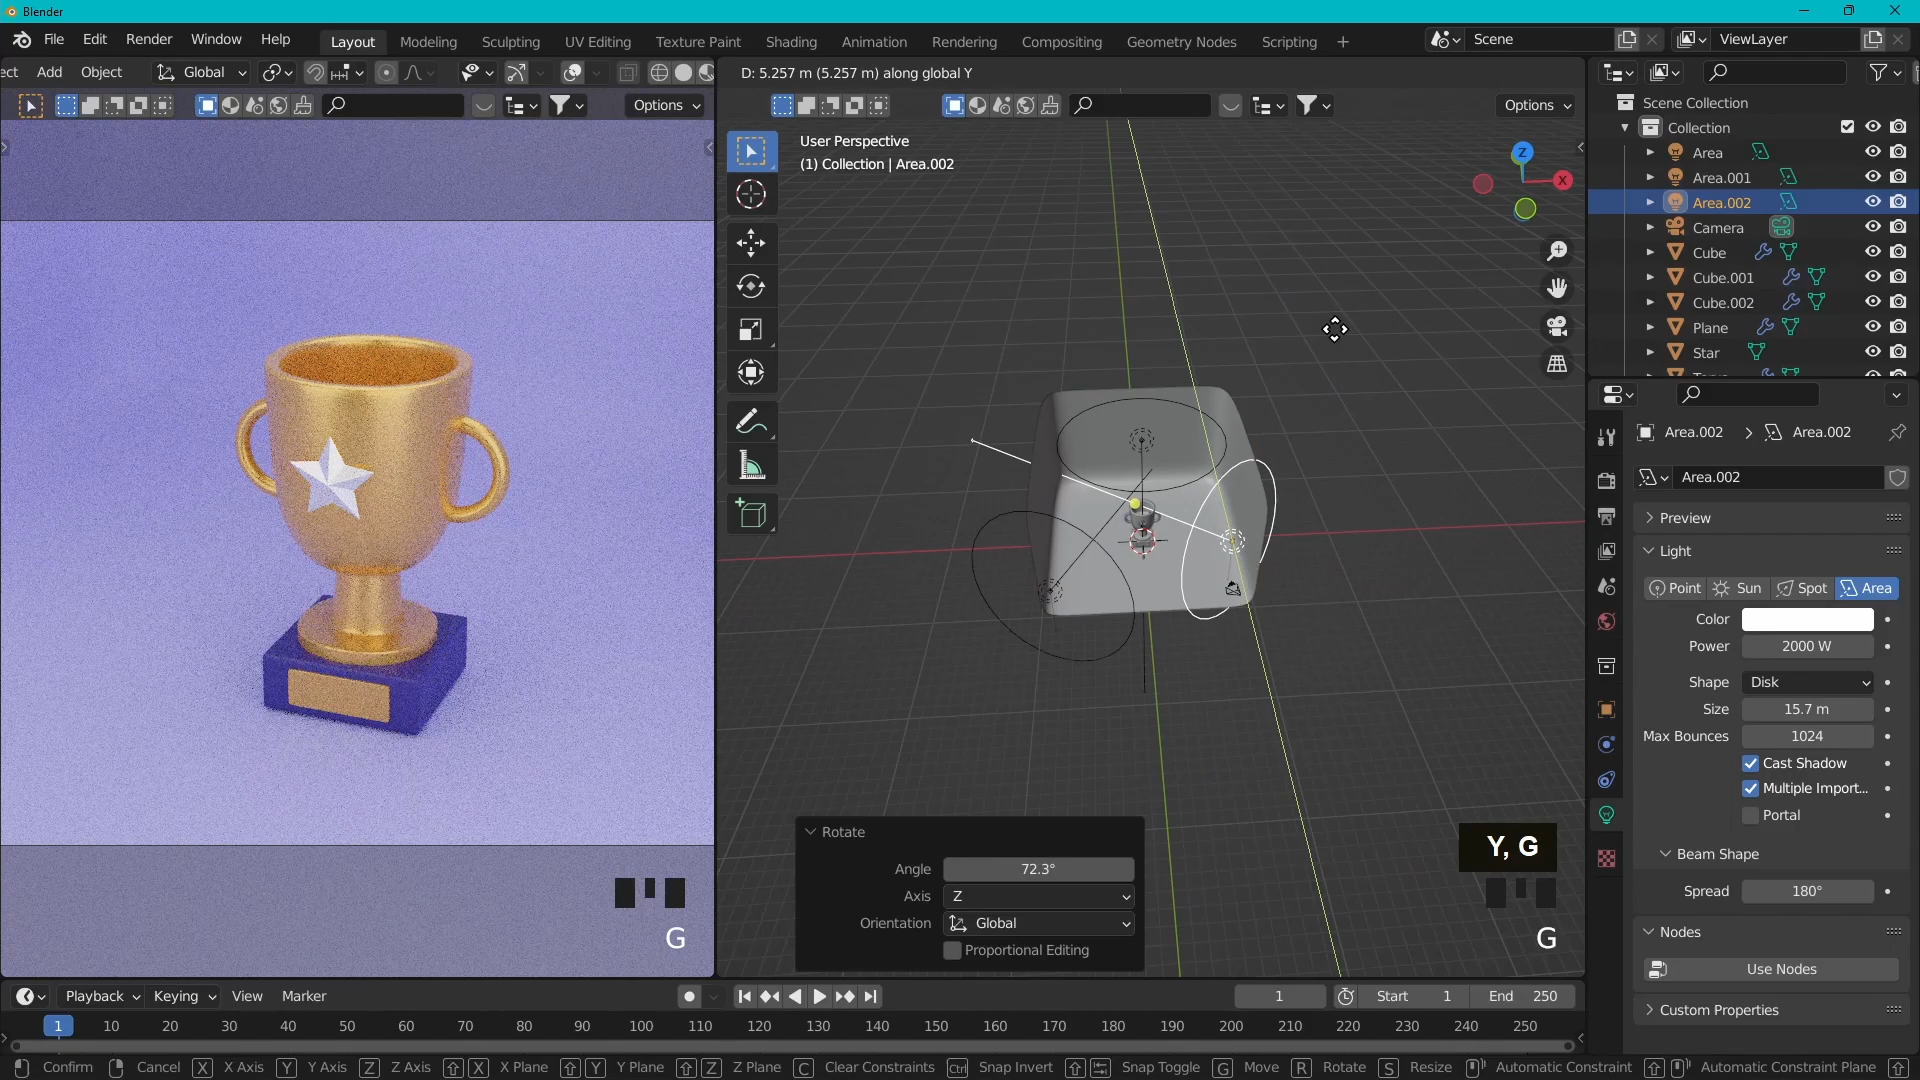 Blender
File Edit Render Window Help
Layout Modeling Sculpting UV Editing Texture Paint Shading Animation Rendering Compositing Geometry Nodes Scripting
Scene
ViewLayer
ect Add Object
Global
D: 5.257 m (5.257 m) along global Y
Options
Options
Scene Collection
User Perspective
(1) Collection | Area.002
Z
X
Collection
Area
Area.001
Area.002
Camera
Cube
Cube.001
Cube.002
Plane
Star
Area.002 > Area.002
Area.002
Preview
Light
Point Sun Spot Area
Color
Power 2000 W
Shape Disk
Size 15.7 m
Max Bounces 1024
Cast Shadow
Multiple Import...
Portal
Beam Shape
Spread 180°
Nodes
Use Nodes
Custom Properties
Rotate
Angle 72.3°
Axis Z
Orientation Global
Proportional Editing
Y, G
G
G
Playback Keying View Marker
1
Start 1
End 250
1 10 20 30 40 50 60 70 80 90 100 110 120 130 140 150 160 170 180 190 200 210 220 230 240 250
Confirm Cancel X X Axis Y Y Axis Z Z Axis X X Plane Y Y Plane Z Z Plane C Clear Constraints Ctrl Snap Invert Snap Toggle G Move R Rotate S Resize Automatic Constraint Automatic Constraint Plane